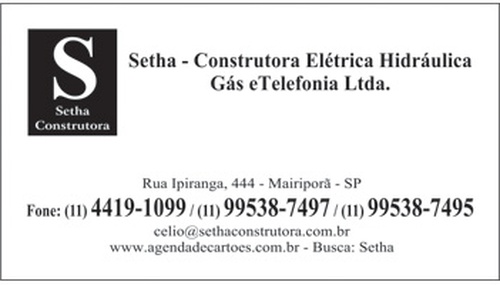 S
Setha
Construtora
Setha - Construtora Elétrica Hidráulica
Gás eTelefonia Ltda.
Rua Ipiranga, 444 - Mairiporã - SP
Fone: (11) 4419-1099 / (11) 99538-7497 / (11) 99538-7495
celio@sethaconstrutora.com.br
www.agendadecartoes.com.br - Busca: Setha